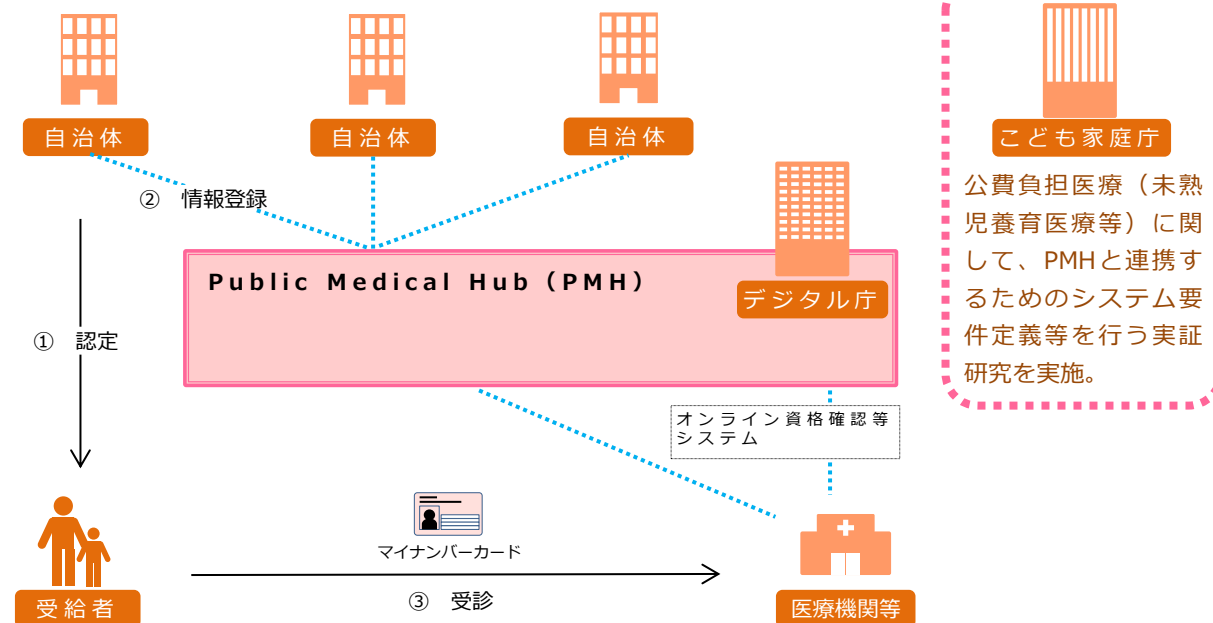 自治体
自治体
自治体
② 情報登録
Public Medical Hub（PMH）
デジタル庁
① 認定
オンライン資格確認等
システム
マイナンバーカード
③ 受診
受給者
医療機関等
こども家庭庁
公費負担医療（未熟
児養育医療等）に関
して、PMHと連携す
るためのシステム要
件定義等を行う実証
研究を実施。